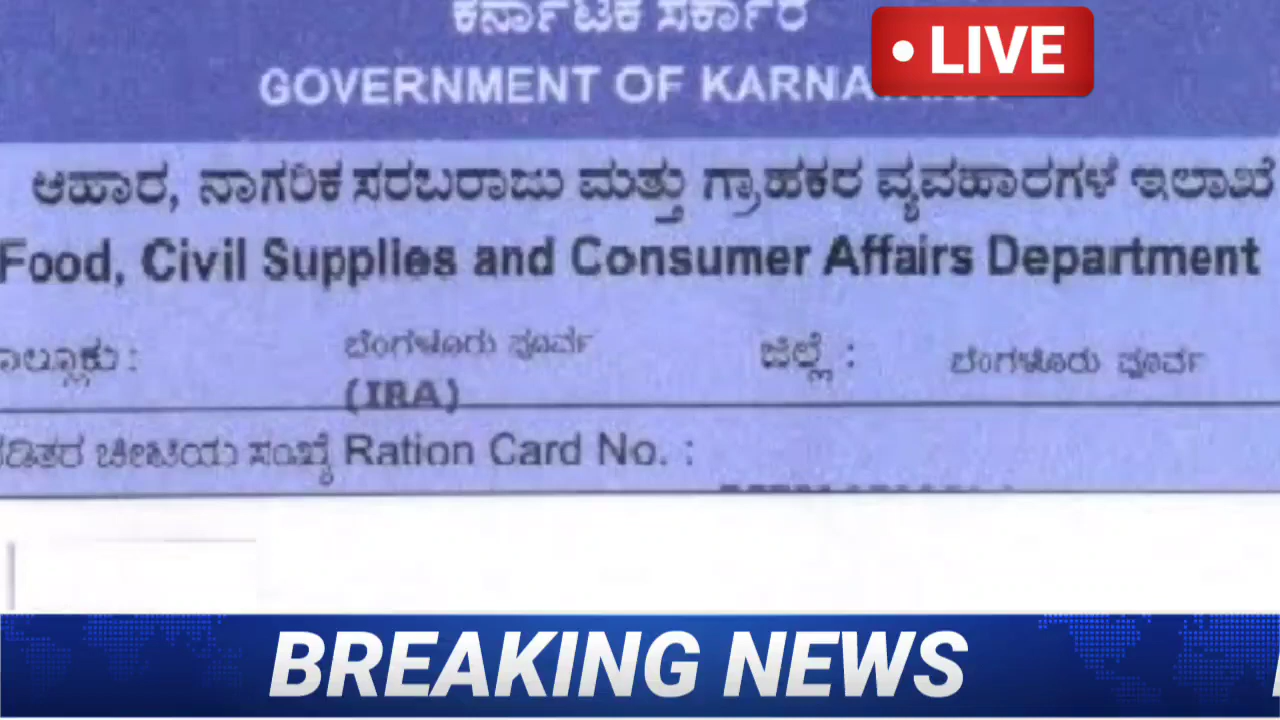 ಕರ್ನಾಟಕ ಸರ್ಕಾರ
LIVE
GOVERNMENT OF
ಆಹಾರ, ನಾಗರಿಕ ಸರಬರಾಜು ಮತ್ತು ಗ್ರಾಹಕರ ವ್ಯವಹಾರಗಳ ಇಲಾಖೆ
Food, Civil Supplies and Consumer Affairs Department
ಬೆಂಗಳೂರು ಪೂರ್ವ ಜಿಲ್ಲೆ : ಬೆಂಗಳೂರು ಪೂರ್ವ
(IRA)
ಚೀಟಿಯ ಸಂಖ್ಯೆ Ration Card No. :
BREAKING NEWS